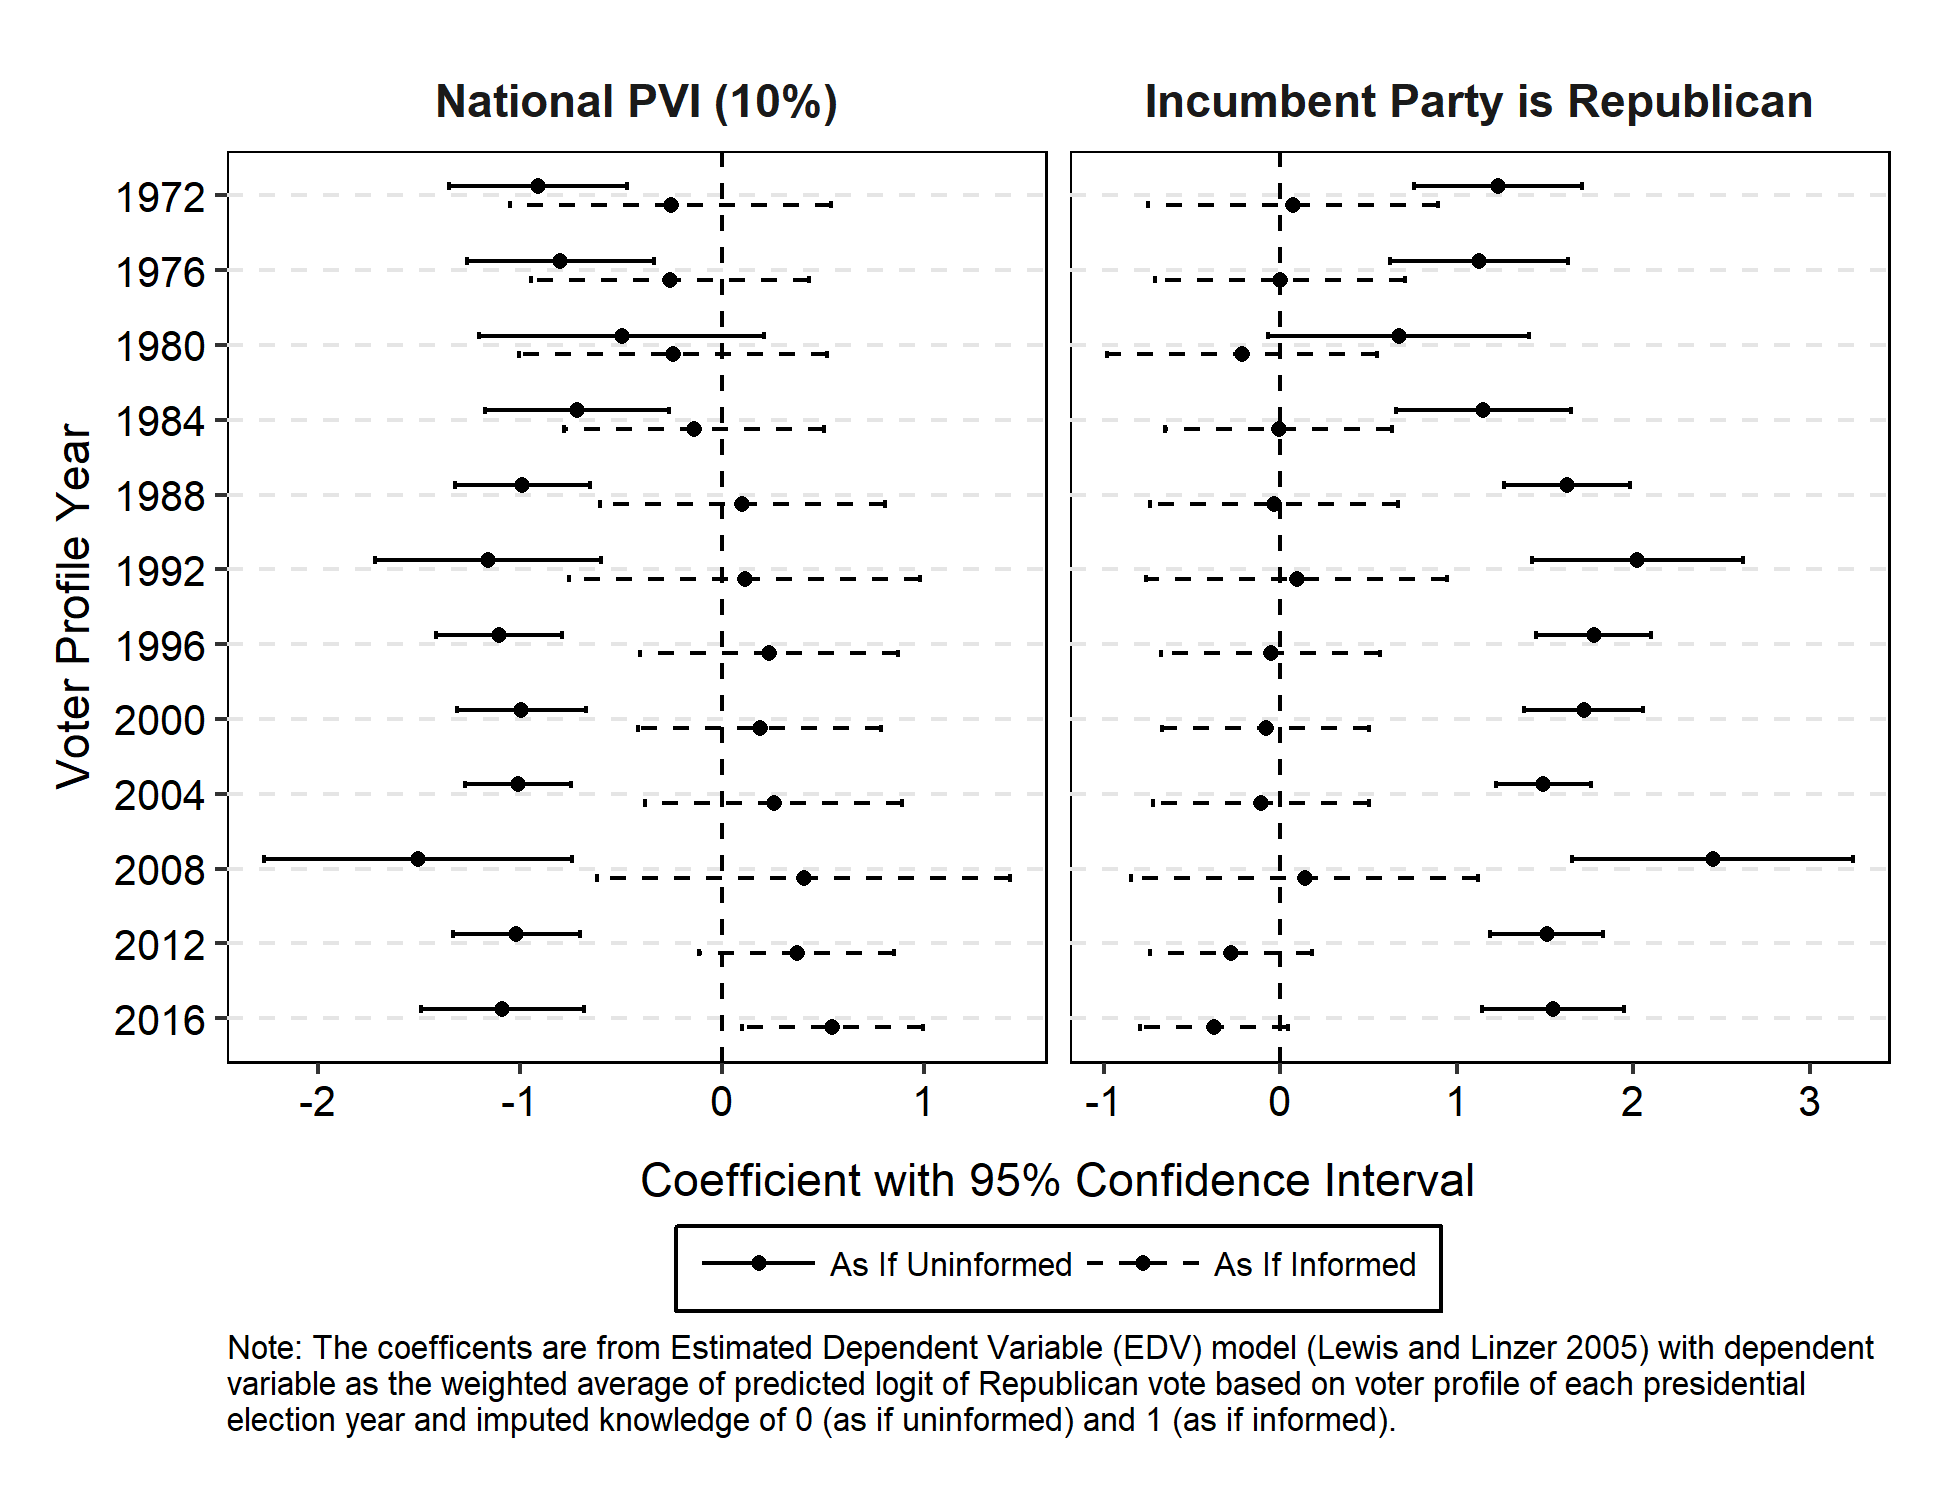 National PVI (10%)
Incumbent Party is Republican
Voter Profile Year
1972
1976
1980
1984
1988
1992
1996
2000
2004
2008
2012
2016
-2 -1 0 1
-1 0 1 2 3
Coefficient with 95% Confidence Interval
As If Uninformed As If Informed
Note: The coefficents are from Estimated Dependent Variable (EDV) model (Lewis and Linzer 2005) with dependent
variable as the weighted average of predicted logit of Republican vote based on voter profile of each presidential
election year and imputed knowledge of 0 (as if uninformed) and 1 (as if informed).